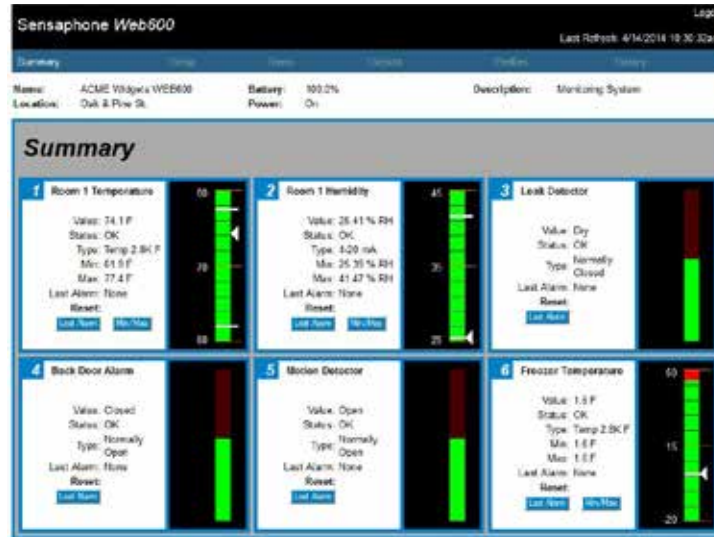 Sensaphone Web600
Last Refresh: 4/14/2014 10:30:32am
Summary
Name: ACME Widgets WEB600
Battery: 100.0%
Description: Monitoring System
Location: Oak & Pine St.
Power: On
Summary
1 Room 1 Temperature
Value: 74.1 F
Status: OK
Type: Temp 2.8K F
Min: 61.9 F
Max: 77.4 F
Last Alarm: None
Reset:
Last Alarm Min/Max
70
2 Room 1 Humidity
Value: 26.41 % RH
Status: OK
Type: 4-20 mA
Min: 25.35 % RH
Max: 41.47 % RH
Last Alarm: None
Reset:
Last Alarm Min/Max
45
35
25
3 Leak Detector
Value: Dry
Status: OK
Type: Normally
Closed
Last Alarm: None
Reset:
Last Alarm
4 Back Door Alarm
Value: Closed
Status: OK
Type: Normally
Open
Last Alarm: None
Reset:
Last Alarm
5 Motion Detector
Value: Open
Status: OK
Type: Normally
Open
Last Alarm: None
Reset:
Last Alarm
6 Freezer Temperature
Value: 1.6 F
Status: OK
Type: Temp 2.8K F
Min: 1.6 F
Max: 1.6 F
Last Alarm: None
Reset:
Last Alarm Min/Max
50
15
-20